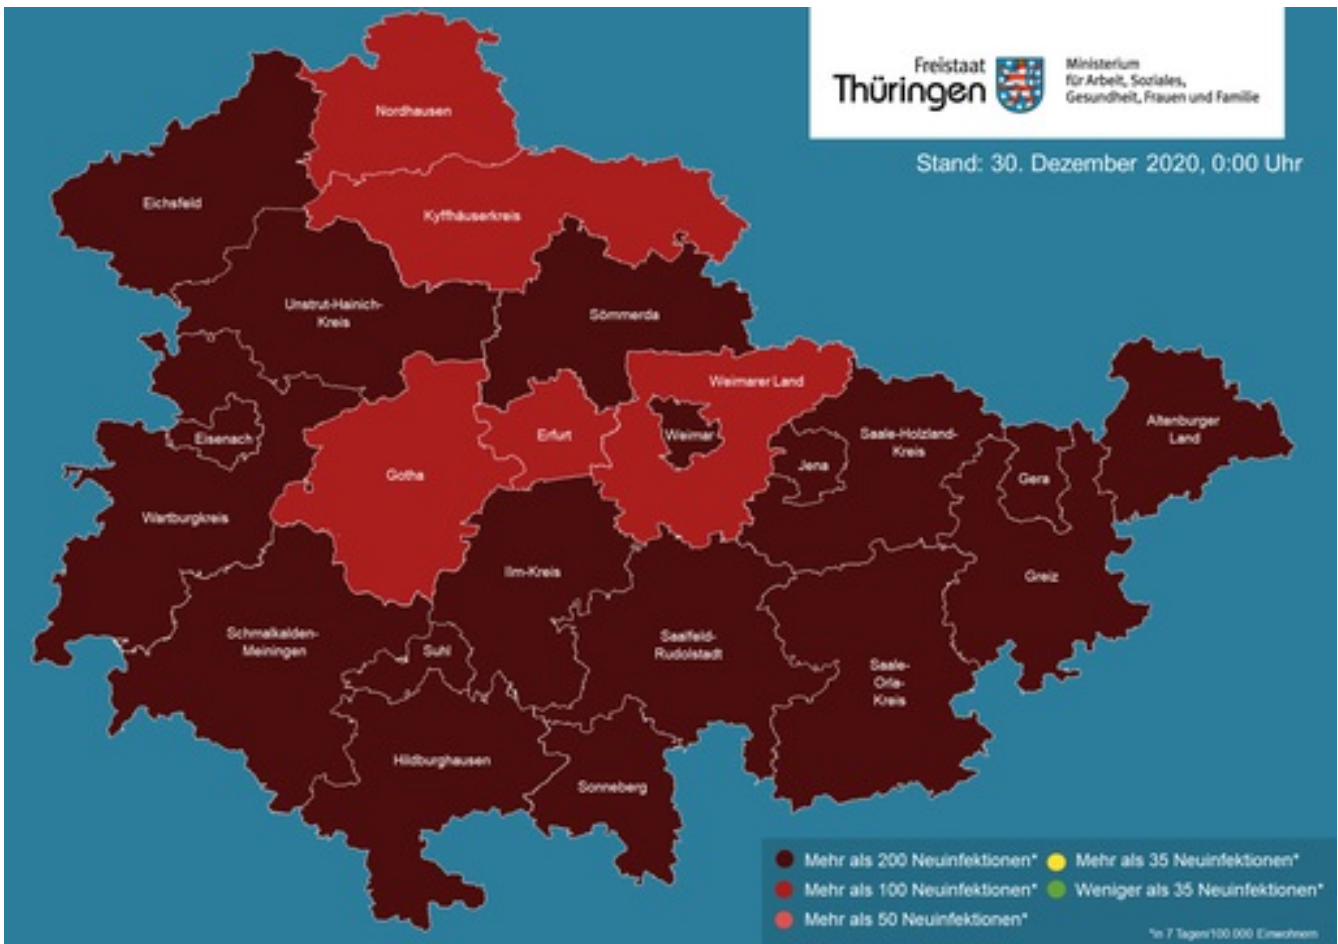 Freistaat
Thüringen
Ministerium
für Arbeit, Soziales,
Gesundheit, Frauen und Familie
Stand: 30. Dezember 2020, 0:00 Uhr
Nordhausen
Eichsfeld
Kyffhäuserkreis
Unstrut-Hainich-
Kreis
Sömmerda
Weimarer Land
Altenburger
Land
Eisenach
Erfurt
Weimar
Saale-Holzland-
Kreis
Jena
Gotha
Gera
Wartburgkreis
Ilm-Kreis
Greiz
Schmalkalden-
Meiningen
Suhl
Saalfeld-
Rudolstadt
Saale-
Orla-
Kreis
Hildburghausen
Sonneberg
Mehr als 200 Neuinfektionen*
Mehr als 100 Neuinfektionen*
Mehr als 50 Neuinfektionen*
Mehr als 35 Neuinfektionen*
Weniger als 35 Neuinfektionen*
*in 7 Tagen/100.000 Einwohnern